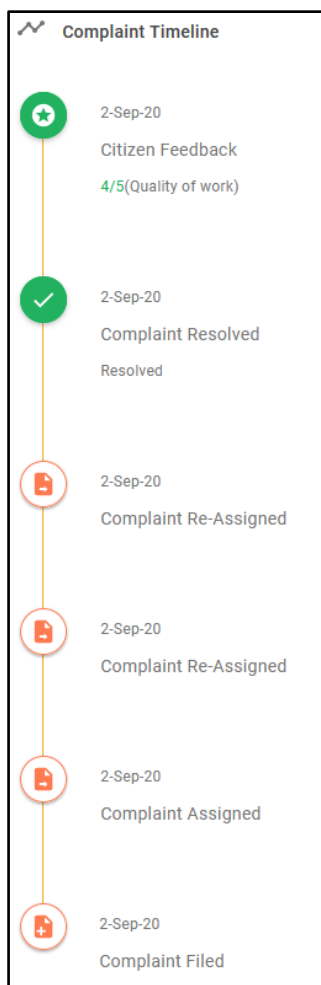 Complaint Timeline
2-Sep-20
Citizen Feedback
4/5(Quality of work)
2-Sep-20
Complaint Resolved
Resolved
2-Sep-20
Complaint Re-Assigned
2-Sep-20
Complaint Re-Assigned
2-Sep-20
Complaint Assigned
2-Sep-20
Complaint Filed